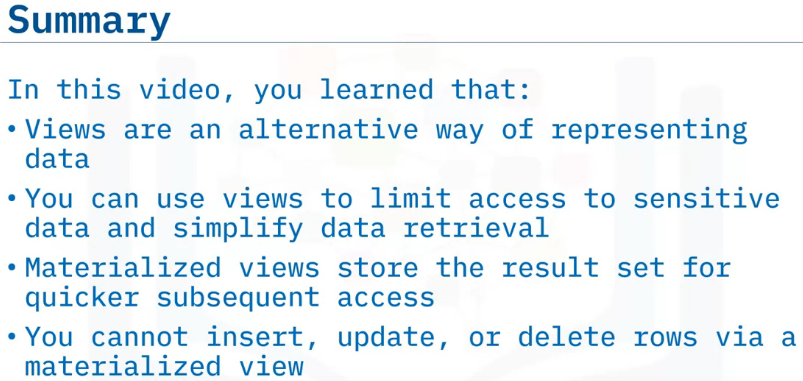 Summary
In this video, you learned that:
• Views are an alternative way of representing
data
• You can use views to limit access to sensitive
data and simplify data retrieval
• Materialized views store the result set for
quicker subsequent access
• You cannot insert, update, or delete rows via a
materialized view